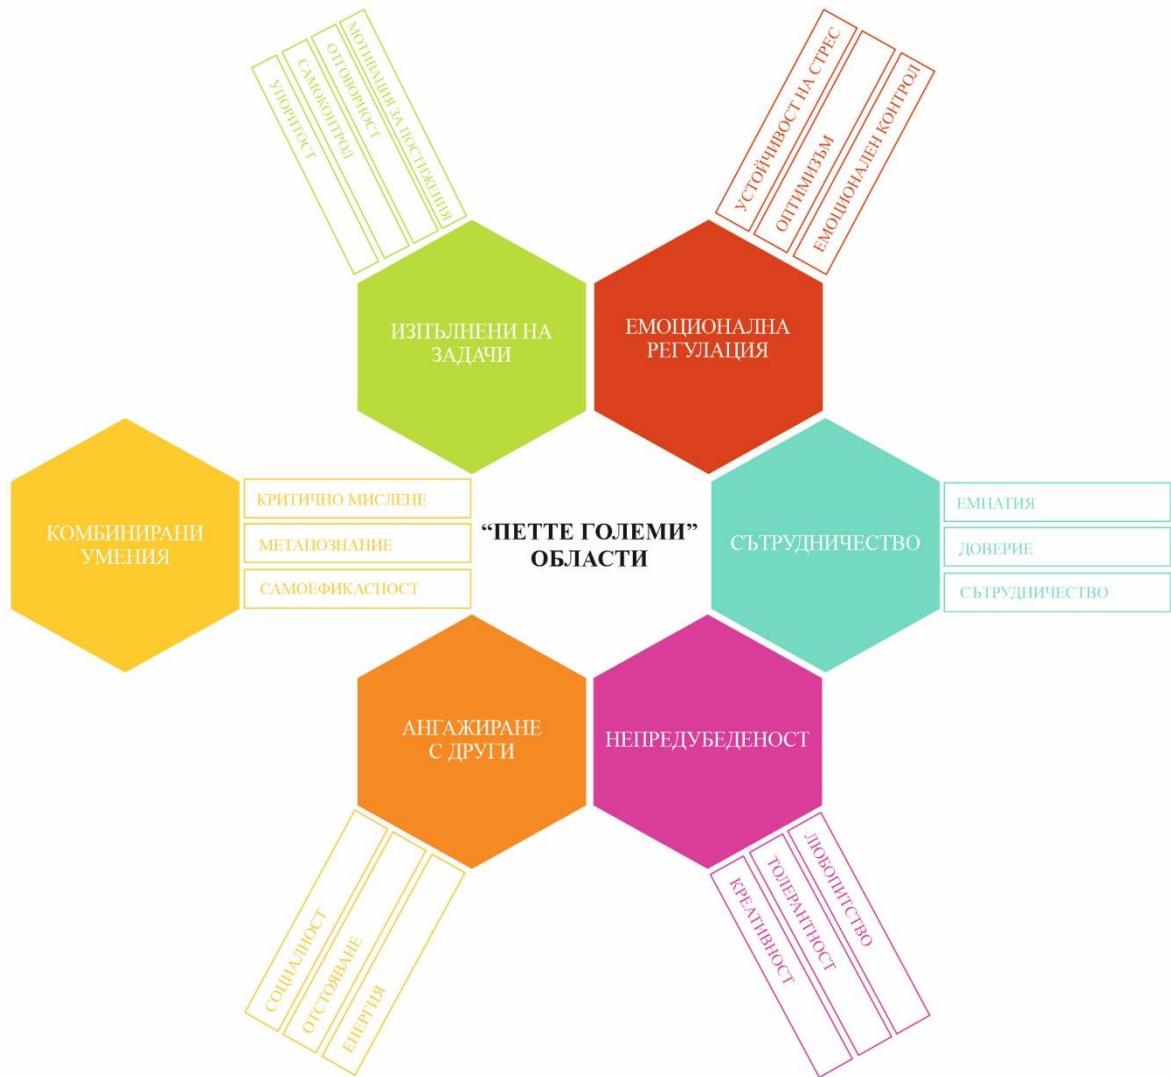 УПОРИТОСТ
САМОКОНТРОЛ
ОТГОВОРНОСТ
МОТИВАЦИЯ ЗА ПОСТИЖЕНИЯ
УСТОЙЧИВОСТ НА СТРЕС
ОПТИМИЗЪМ
ЕМОЦИОНАЛЕН КОНТРОЛ
ИЗПЪЛНЕНИ НА
ЗАДАЧИ
ЕМОЦИОНАЛНА
РЕГУЛАЦИЯ
КОМБИНИРАНИ
УМЕНИЯ
КРИТИЧНО МИСЛЕНЕ
МЕТАПОЗНАНИЕ
САМОЕФИКАСНОСТ
“ПЕТТЕ ГОЛЕМИ”
ОБЛАСТИ
СЪТРУДНИЧЕСТВО
ЕМПАТИЯ
ДОВЕРИЕ
СЪТРУДНИЧЕСТВО
АНГАЖИРАНЕ
С ДРУГИ
НЕПРЕДУБЕДЕНОСТ
СОЦИАЛНОСТ
ОТСТОЯВАНЕ
ЕНЕРГИЯ
КРЕАТИВНОСТ
ТОЛЕРАНТНОСТ
ЛЮБОПИТСТВО